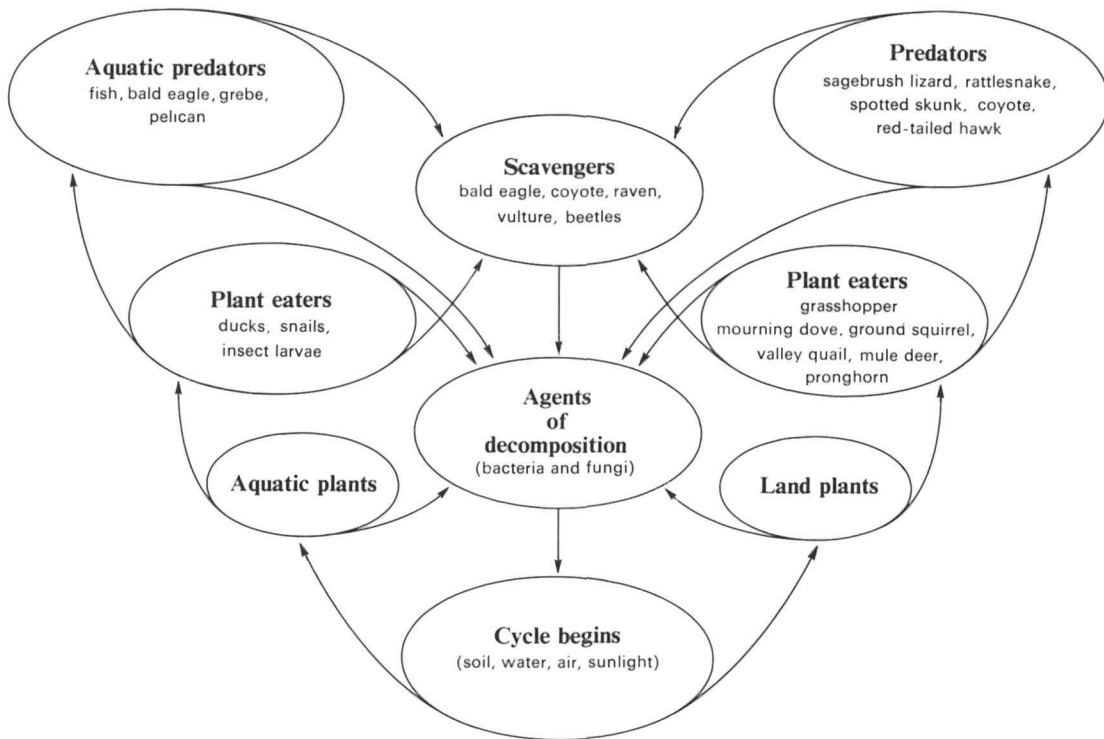 Aquatic predators
fish, bald eagle, grebe,
pelican
Predators
sagebrush lizard, rattlesnake,
spotted skunk, coyote,
red-tailed hawk
Scavengers
bald eagle, coyote, raven,
vulture, beetles
Plant eaters
ducks, snails,
insect larvae
Plant eaters
grasshopper
mourning dove, ground squirrel,
valley quail, mule deer,
pronghorn
Agents
of
decomposition
(bacteria and fungi)
Aquatic plants
Land plants
Cycle begins
(soil, water, air, sunlight)